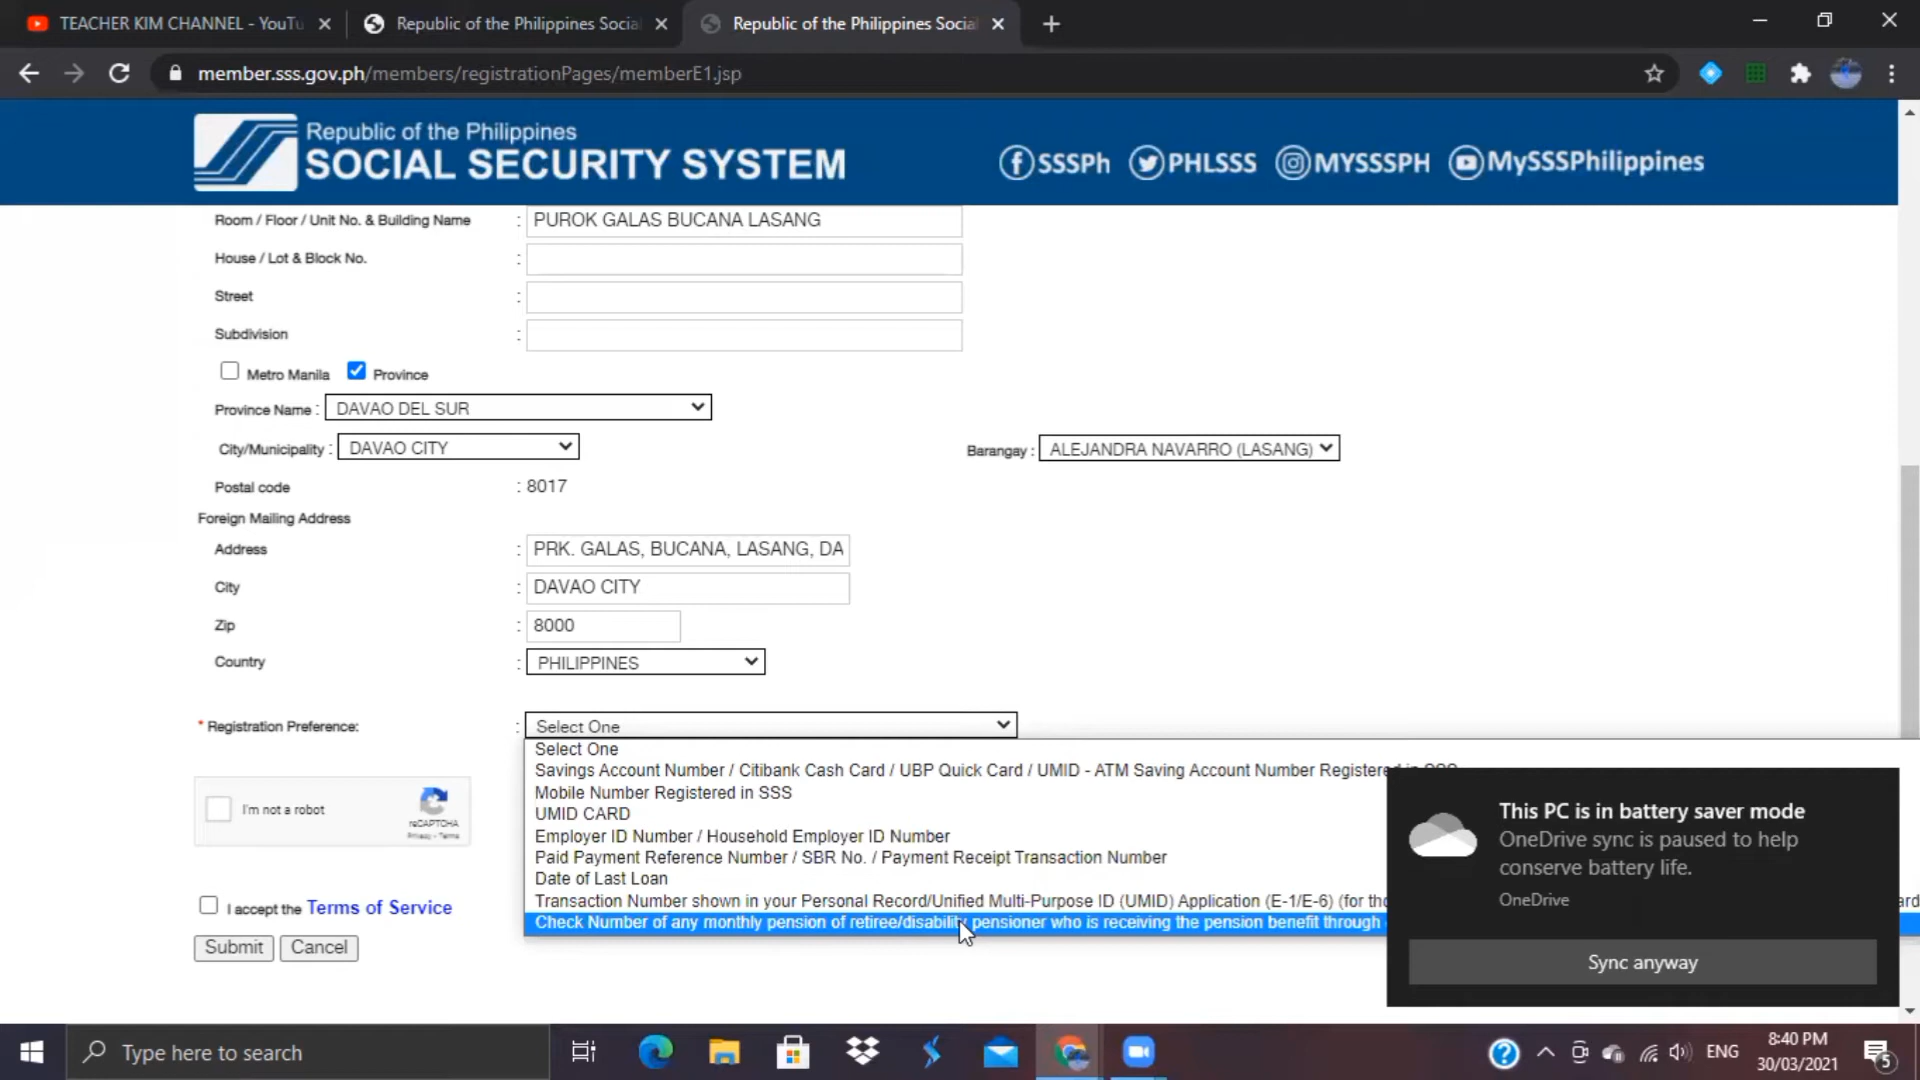 TEACHER KIM CHANNEL - YouTu
Republic of the Philippines Socia
Republic of the Philippines Socia
member.sss.gov.ph/members/registrationPages/memberE1.jsp
Republic of the Philippines
SOCIAL SECURITY SYSTEM
SSSPh PHLSSS MYSSSPH MySSSPhilippines
Room / Floor / Unit No. & Building Name : PUROK GALAS BUCANA LASANG
House / Lot & Block No. :
Street :
Subdivision :
Metro Manila Province
Province Name : DAVAO DEL SUR
City/Municipality : DAVAO CITY Barangay : ALEJANDRA NAVARRO (LASANG)
Postal code : 8017
Foreign Mailing Address
Address : PRK. GALAS, BUCANA, LASANG, DA
City : DAVAO CITY
Zip : 8000
Country : PHILIPPINES
* Registration Preference: : Select One
Select One
Savings Account Number / Citibank Cash Card / UBP Quick Card / UMID - ATM Saving Account Number Registered in SSS
Mobile Number Registered in SSS
UMID CARD
Employer ID Number / Household Employer ID Number
Paid Payment Reference Number / SBR No. / Payment Receipt Transaction Number
Date of Last Loan
Transaction Number shown in your Personal Record/Unified Multi-Purpose ID (UMID) Application (E-1/E-6) (for tho
ard
Check Number of any monthly pension of retiree/disability pensioner who is receiving the pension benefit through
I'm not a robot
reCAPTCHA
Privacy - Terms
I accept the Terms of Service
Submit Cancel
This PC is in battery saver mode
OneDrive sync is paused to help
conserve battery life.
OneDrive
Sync anyway
Type here to search
ENG
8:40 PM
30/03/2021
5